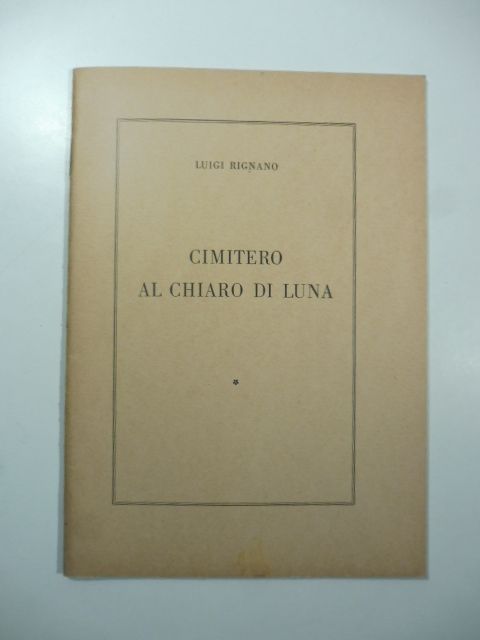 LUIGI RIGNANO
CIMITERO
AL CHIARO DI LUNA
*